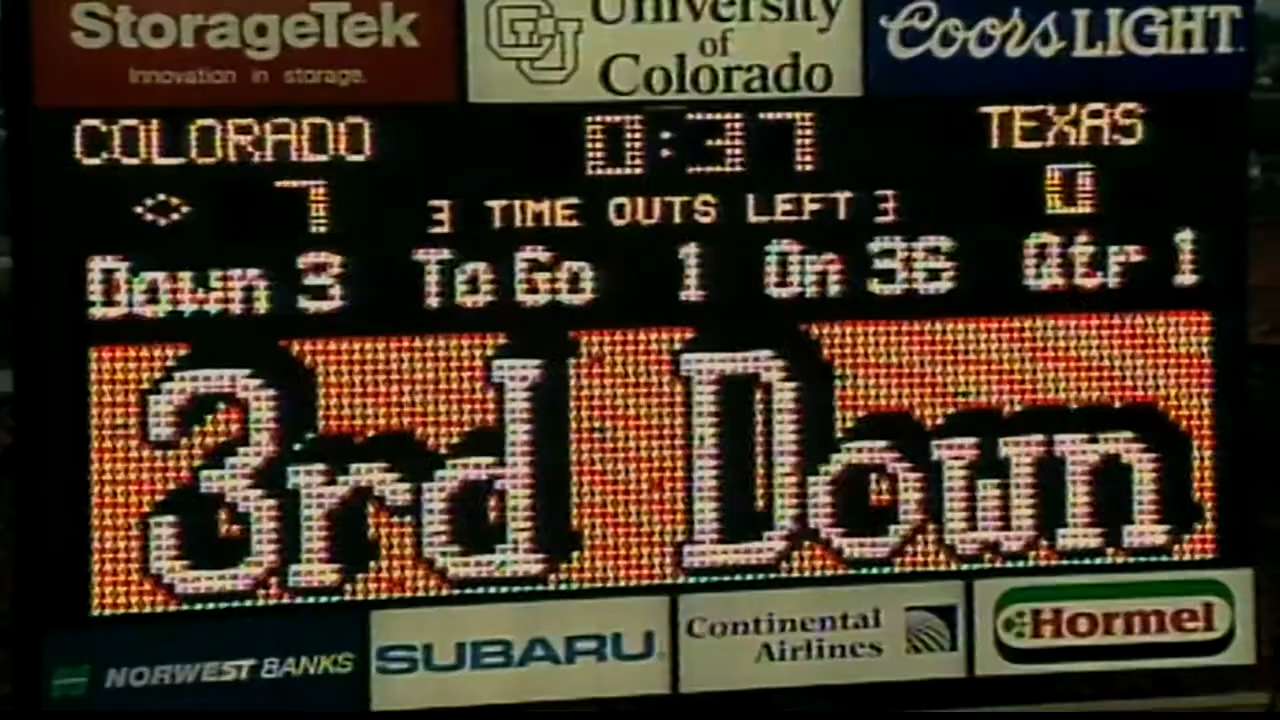 StorageTek
Innovation in storage.
CU
University
of
Colorado
Coors LIGHT
COLORADO 0:37 TEXAS
7 3 TIME OUTS LEFT 3 0
Down 3 To Go 1 On 36 Qtr 1
3rd Down
NORWEST BANKS
SUBARU
Continental
Airlines
Hormel